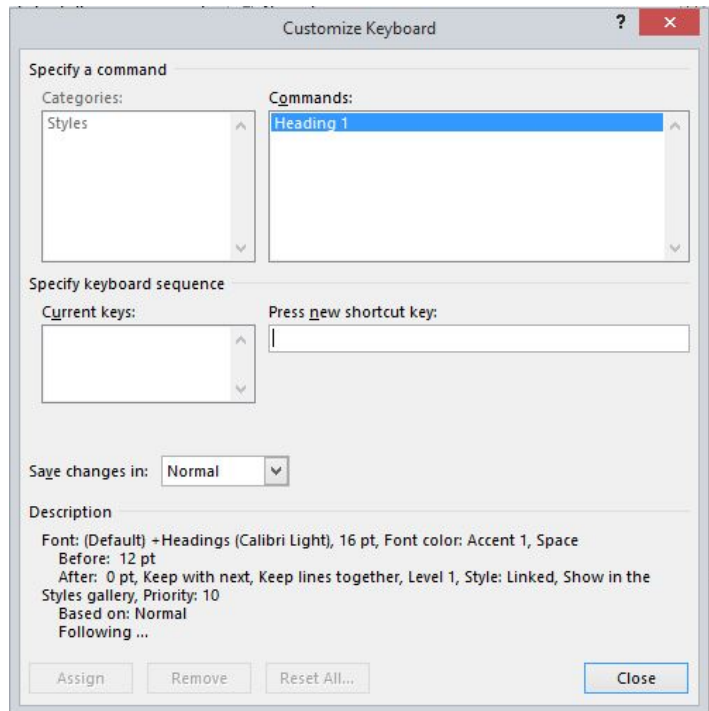 Customize Keyboard
?
Specify a command
Categories:
Commands:
Styles
Heading 1
Specify keyboard sequence
Current keys:
Press new shortcut key:
Save changes in: Normal
Description
Font: (Default) +Headings (Calibri Light), 16 pt, Font color: Accent 1, Space
Before: 12 pt
After: 0 pt, Keep with next, Keep lines together, Level 1, Style: Linked, Show in the
Styles gallery, Priority: 10
Based on: Normal
Following ...
Assign Remove Reset All... Close